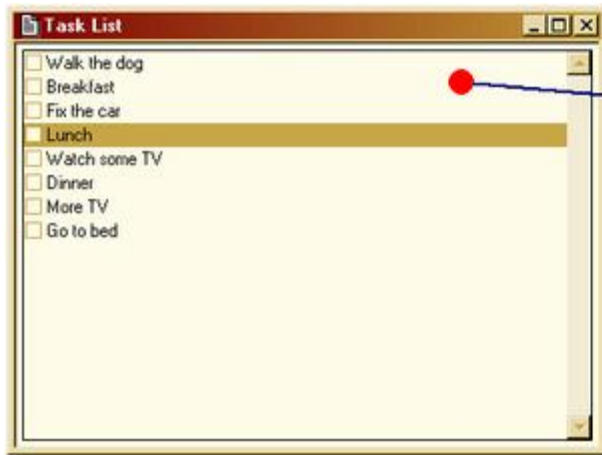 Task List
Walk the dog
Breakfast
Fix the car
Lunch
Watch some TV
Dinner
More TV
Go to bed